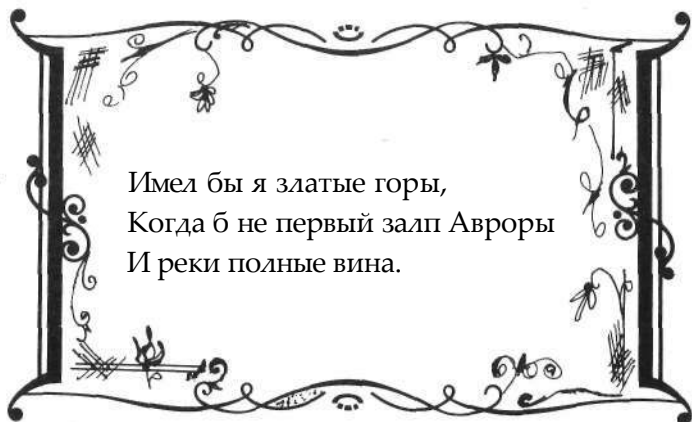 Имел бы я златые горы,
Когда б не первый залп Авроры
И реки полные вина.